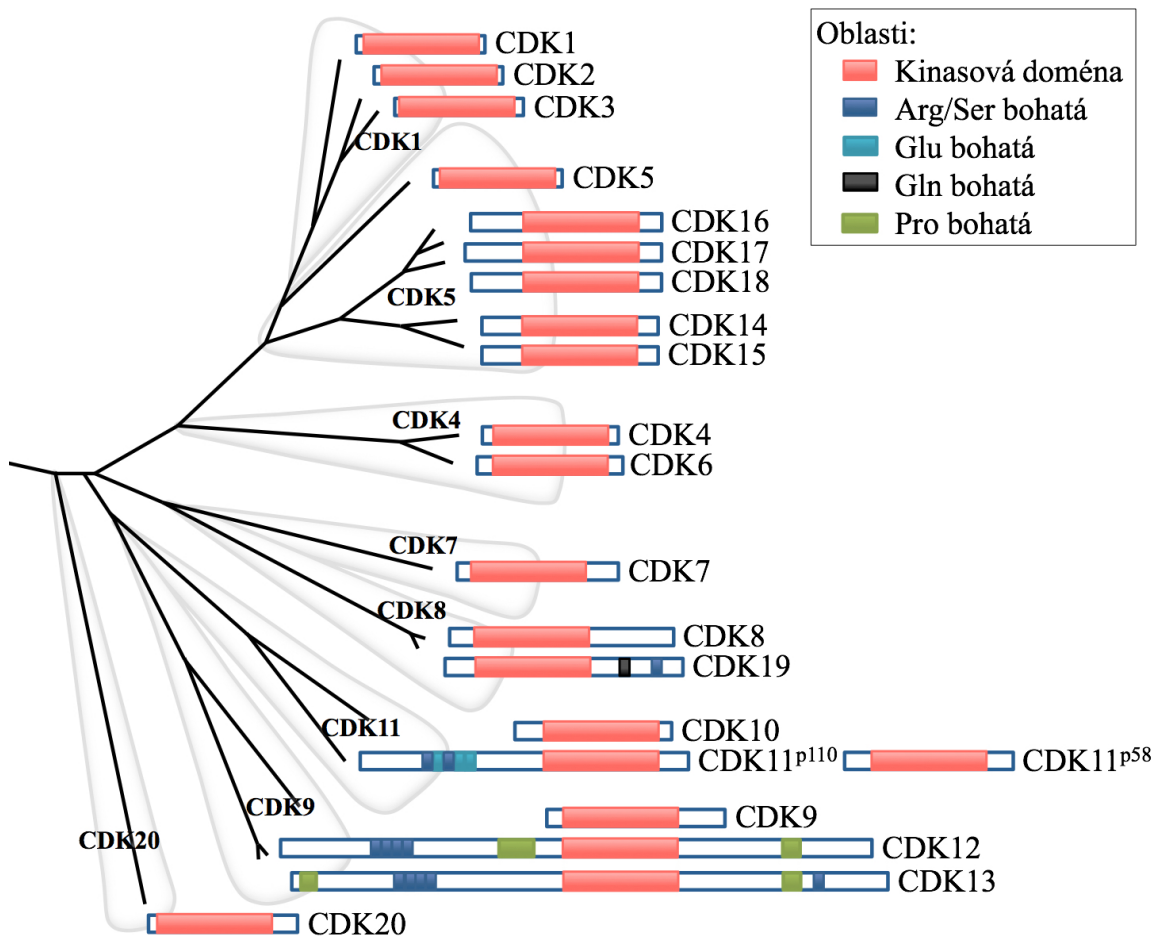 CDK1
CDK2
CDK3
CDK1
CDK5
CDK16
CDK17
CDK18
CDK5
CDK14
CDK15
CDK4
CDK4
CDK6
CDK7
CDK7
CDK8
CDK8
CDK19
CDK11
CDK10
CDK11p110
CDK11p58
CDK9
CDK9
CDK12
CDK13
CDK20
CDK20
Oblasti:
Kinasová doména
Arg/Ser bohatá
Glu bohatá
Gln bohatá
Pro bohatá